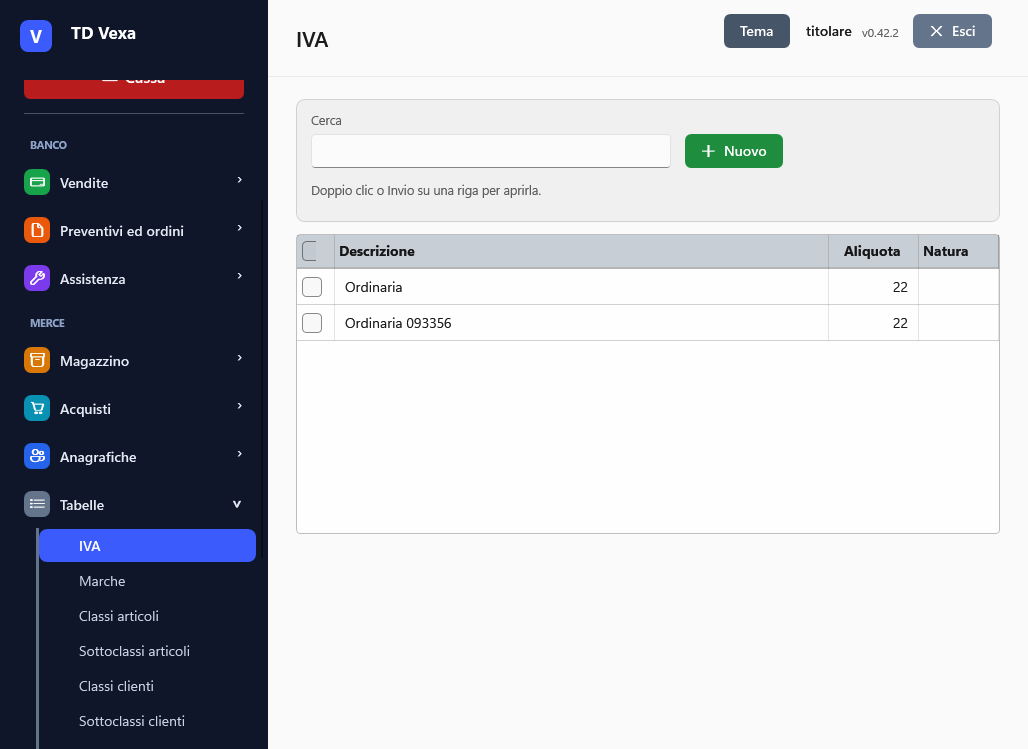 V TD Vexa
Cassa
BANCO
Vendite
Preventivi ed ordini
Assistenza
MERCE
Magazzino
Acquisti
Anagrafiche
Tabelle
IVA
Marche
Classi articoli
Sottoclassi articoli
Classi clienti
Sottoclassi clienti
IVA
Tema titolare v0.42.2 Esci
Cerca
Nuovo
Doppio clic o Invio su una riga per aprirla.
Descrizione Aliquota Natura
Ordinaria 22
Ordinaria 093356 22